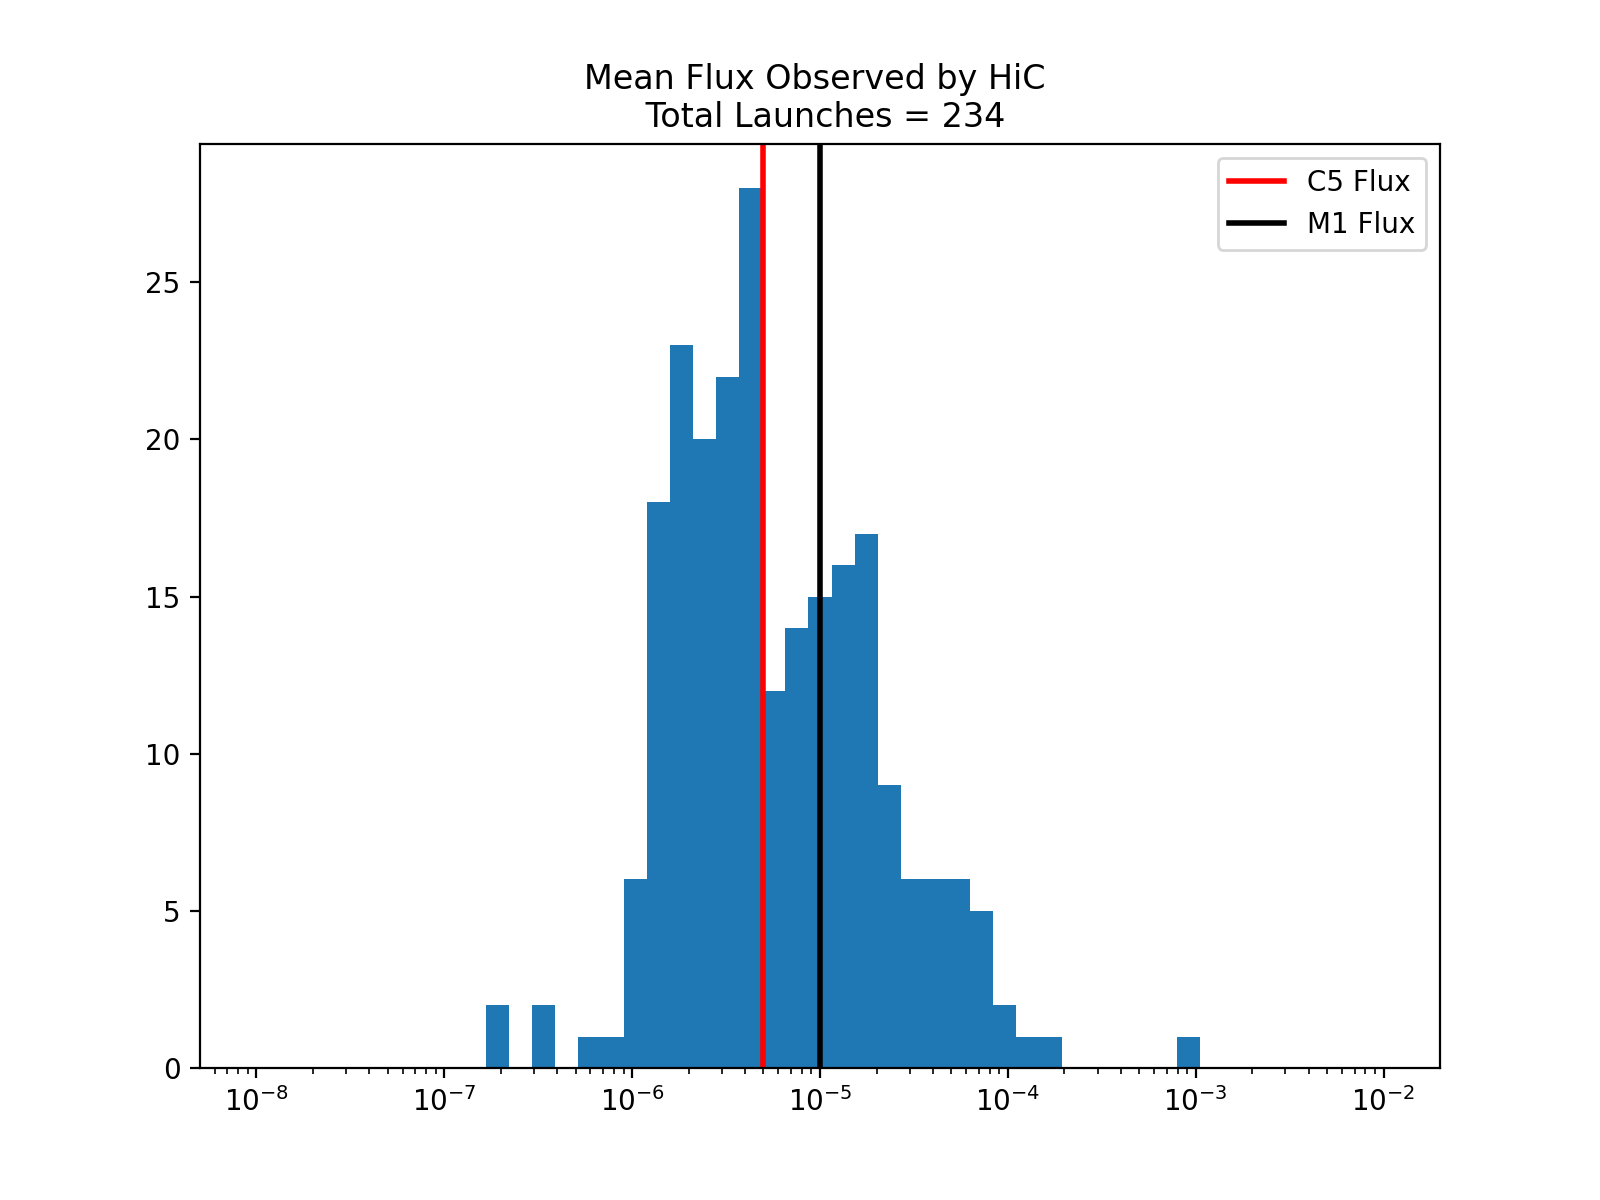 Mean Flux Observed by HiC
Total Launches = 234
C5 Flux
M1 Flux
25
20
15
10
5
0
10⁻⁸ 10⁻⁷ 10⁻⁶ 10⁻⁵ 10⁻⁴ 10⁻³ 10⁻²